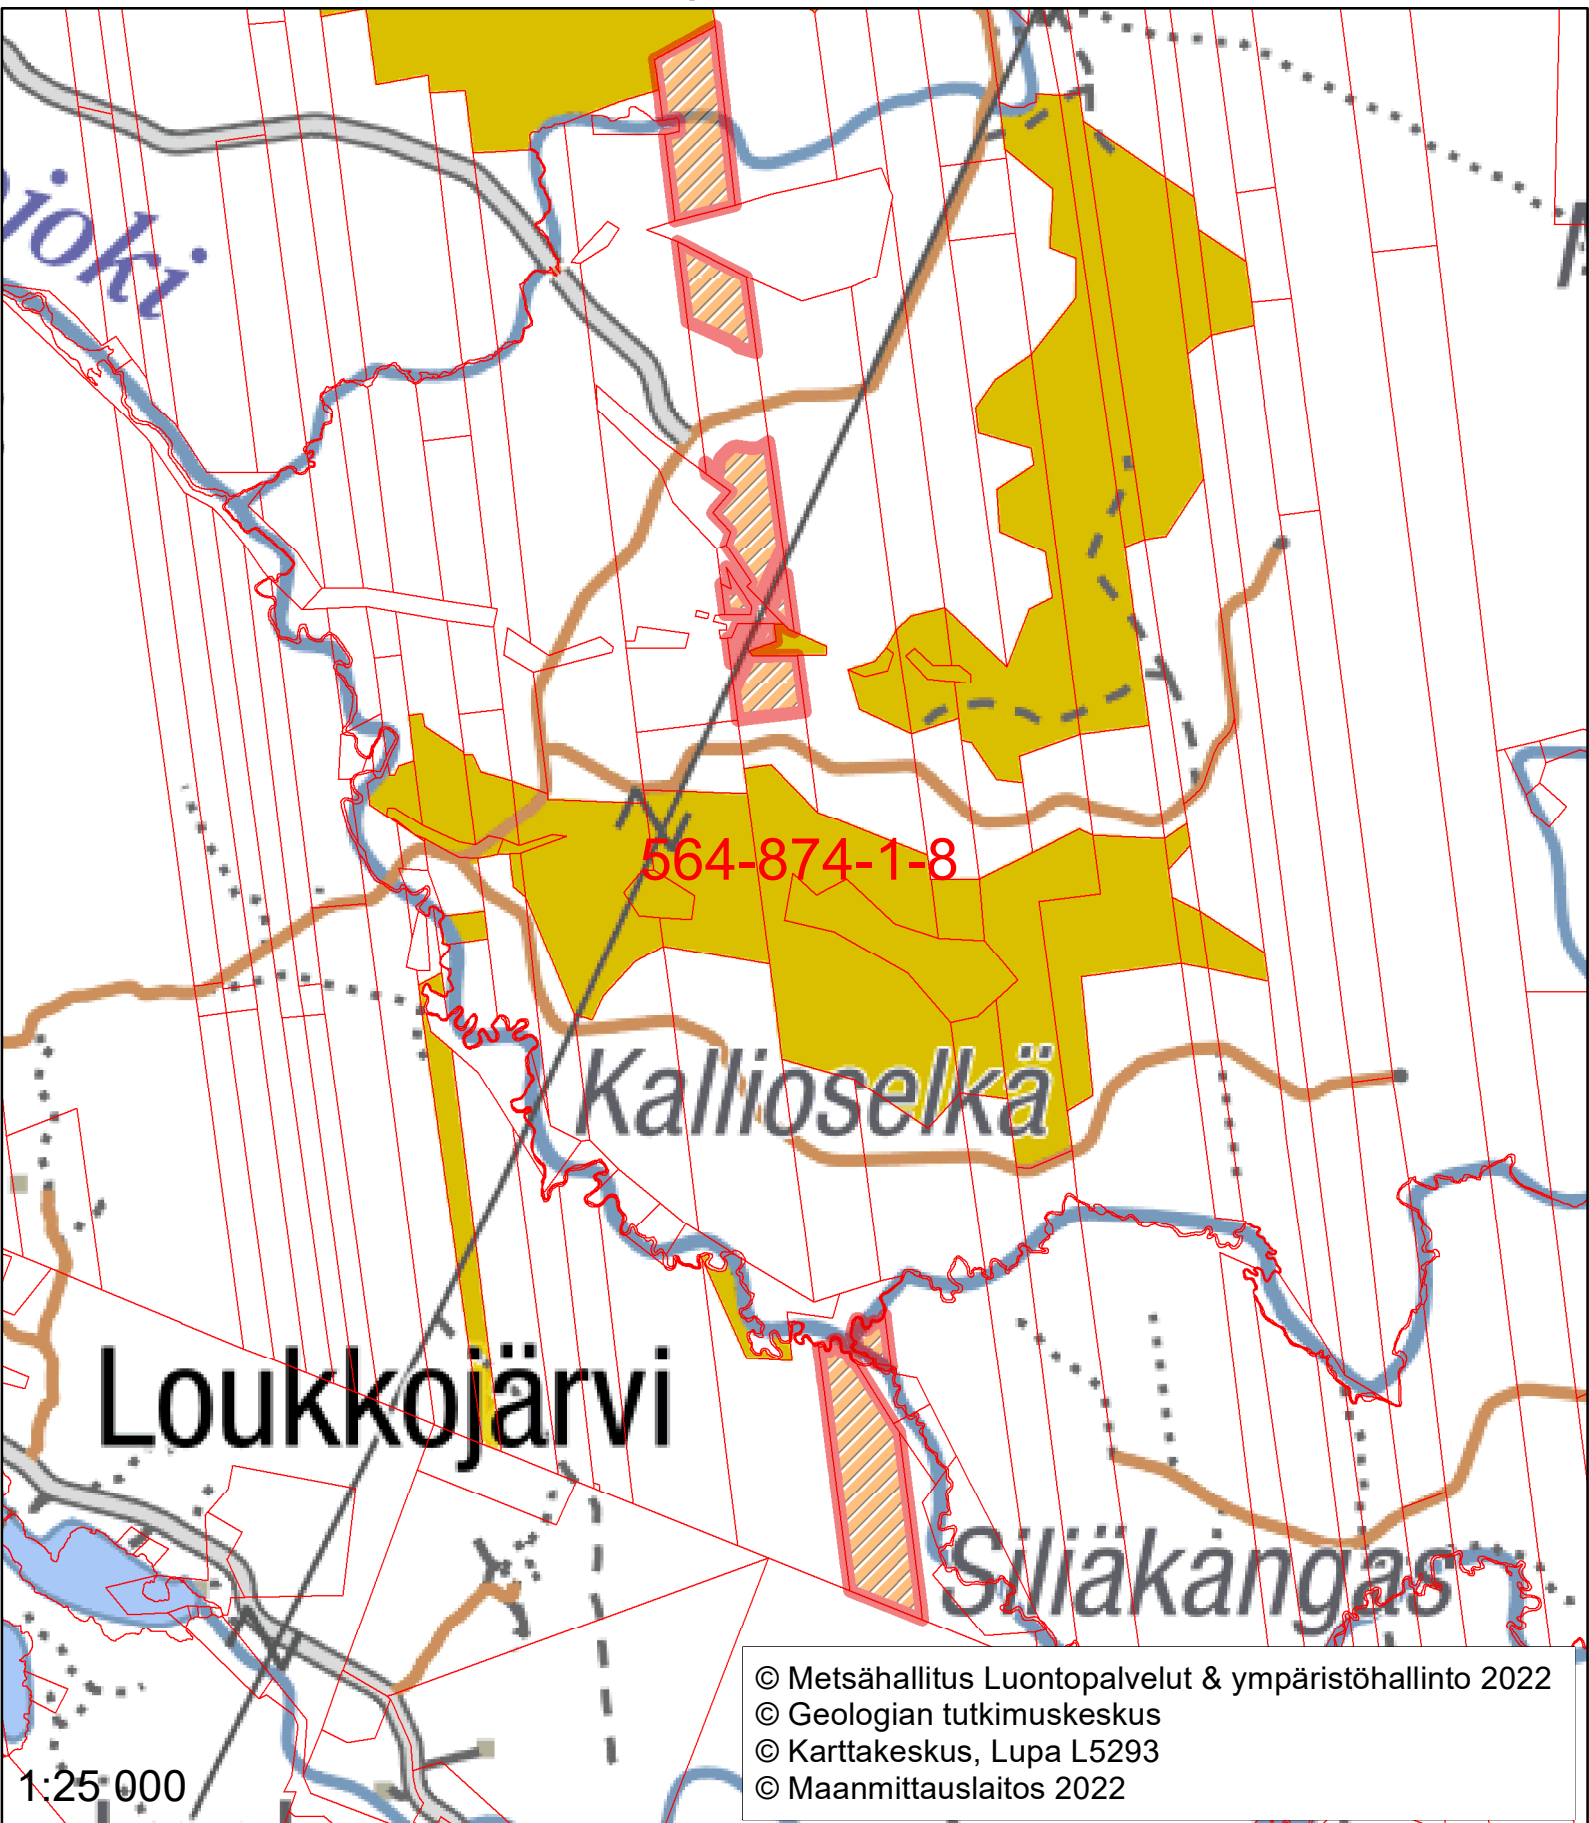 joki
564-874-1-8
Kallioselkä
Loukkojärvi
Siliäkangas
© Metsähallitus Luontopalvelut & ympäristöhallinto 2022
© Geologian tutkimuskeskus
© Karttakeskus, Lupa L5293
© Maanmittauslaitos 2022
1:25 000